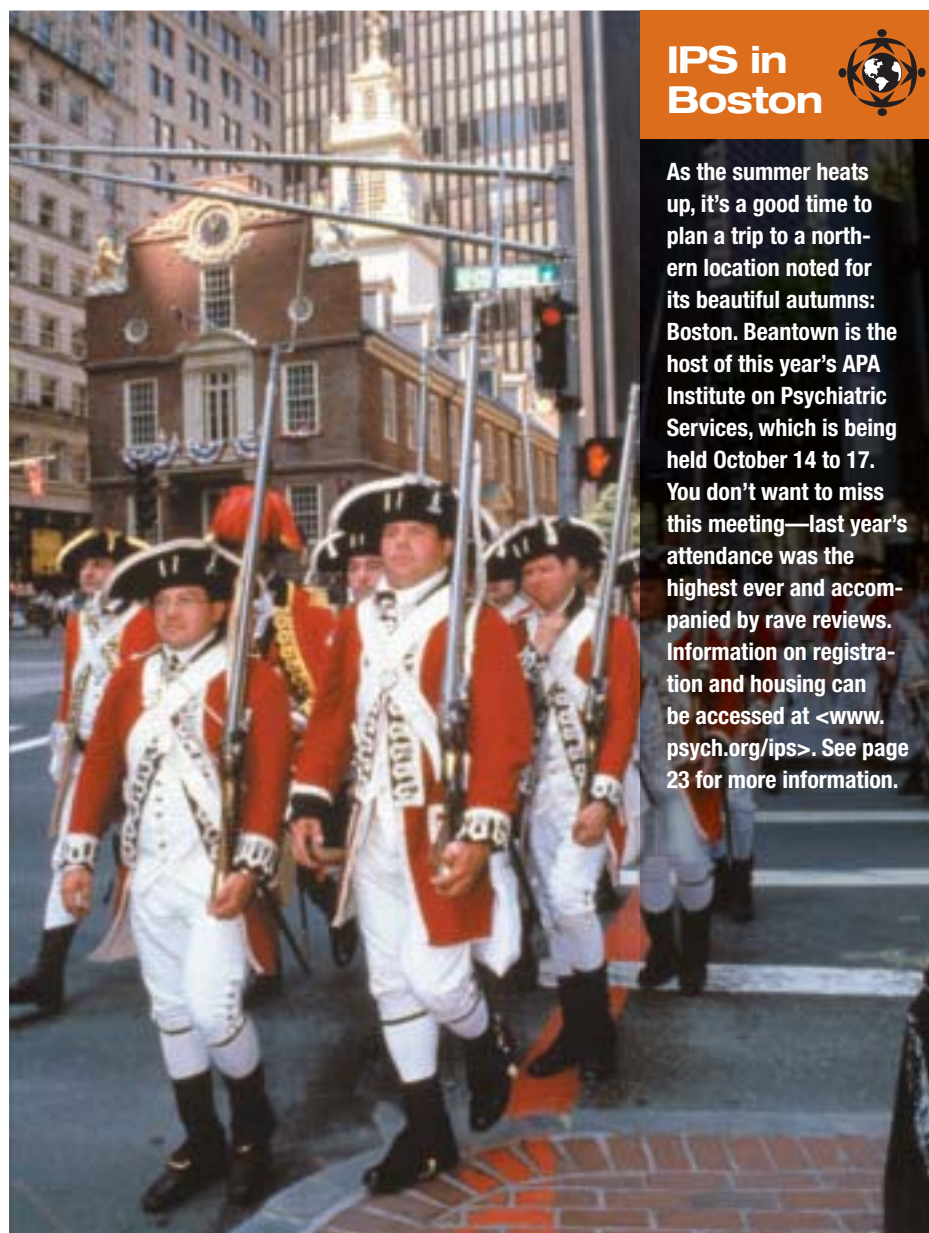 IPS in
Boston
As the summer heats
up, it’s a good time to
plan a trip to a north-
ern location noted for
its beautiful autumns:
Boston. Beantown is the
host of this year’s APA
Institute on Psychiatric
Services, which is being
held October 14 to 17.
You don’t want to miss
this meeting—last year’s
attendance was the
highest ever and accom-
panied by rave reviews.
Information on registra-
tion and housing can
be accessed at <www.
psych.org/ips>. See page
23 for more information.